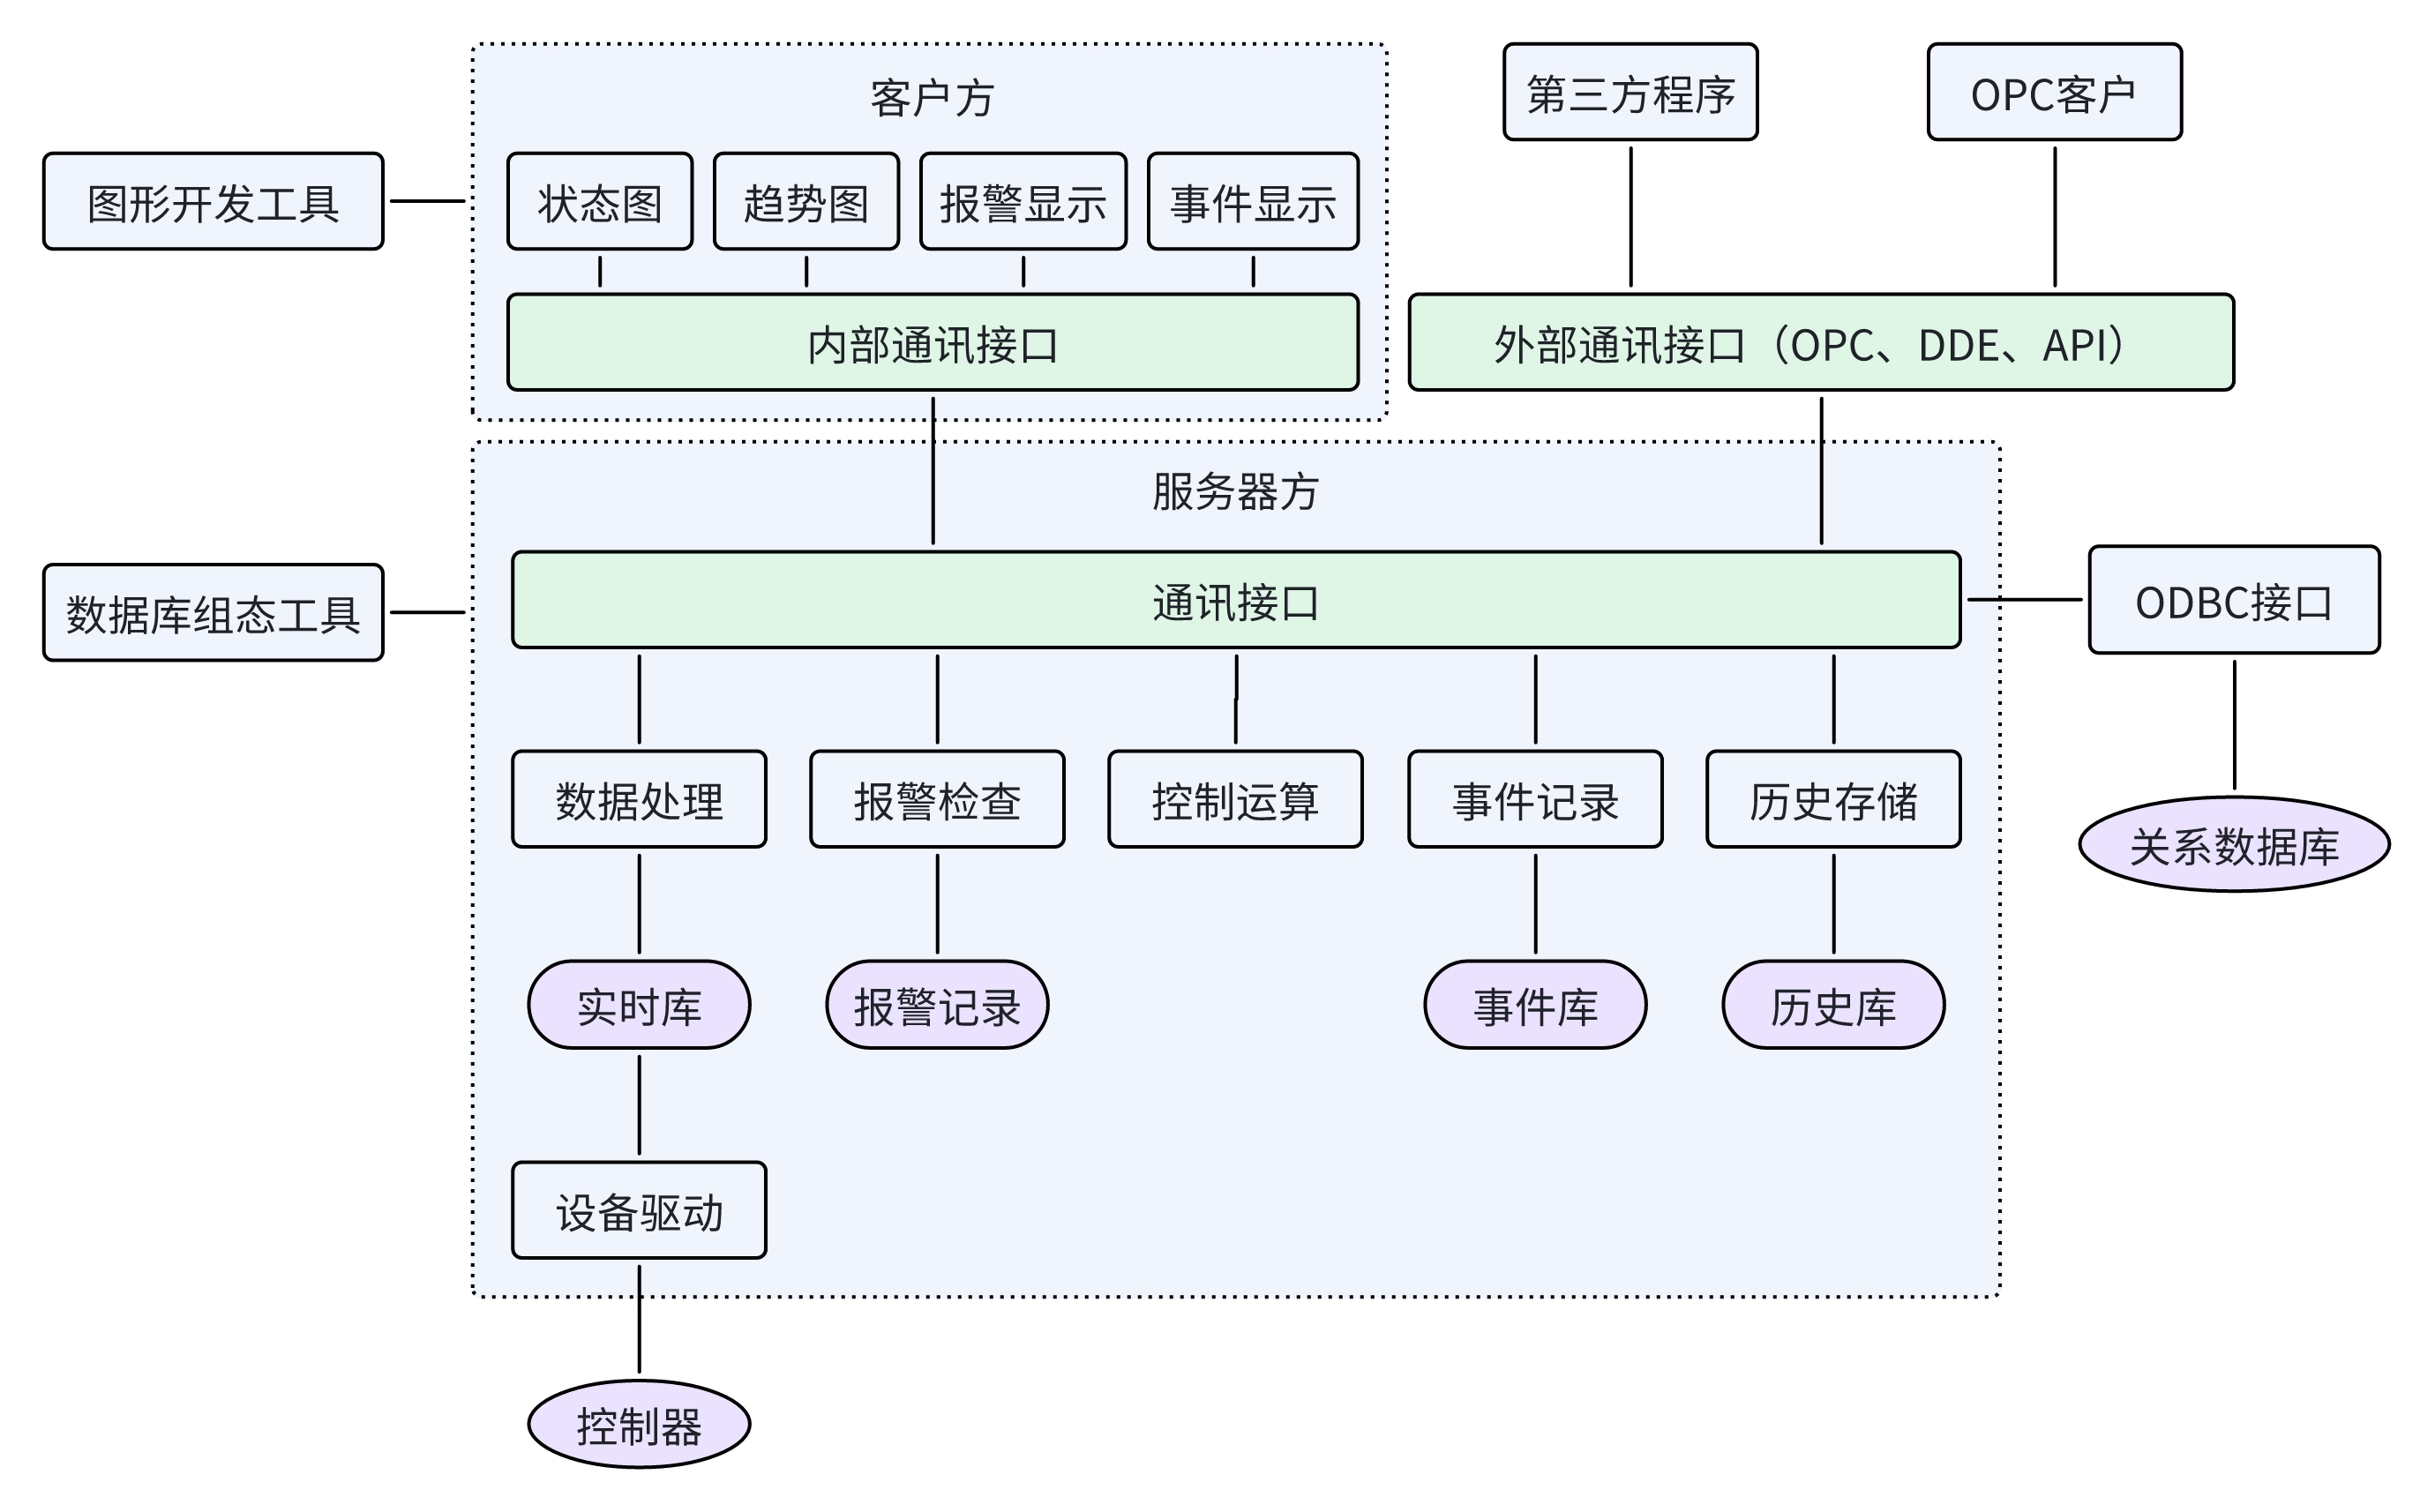 客户方
第三方程序
OPC客户
图形开发工具
状态图
趋势图
报警显示
事件显示
内部通讯接口
外部通讯接口（OPC、DDE、API）
服务器方
数据库组态工具
通讯接口
ODBC接口
数据处理
报警检查
控制运算
事件记录
历史存储
关系数据库
实时库
报警记录
事件库
历史库
设备驱动
控制器